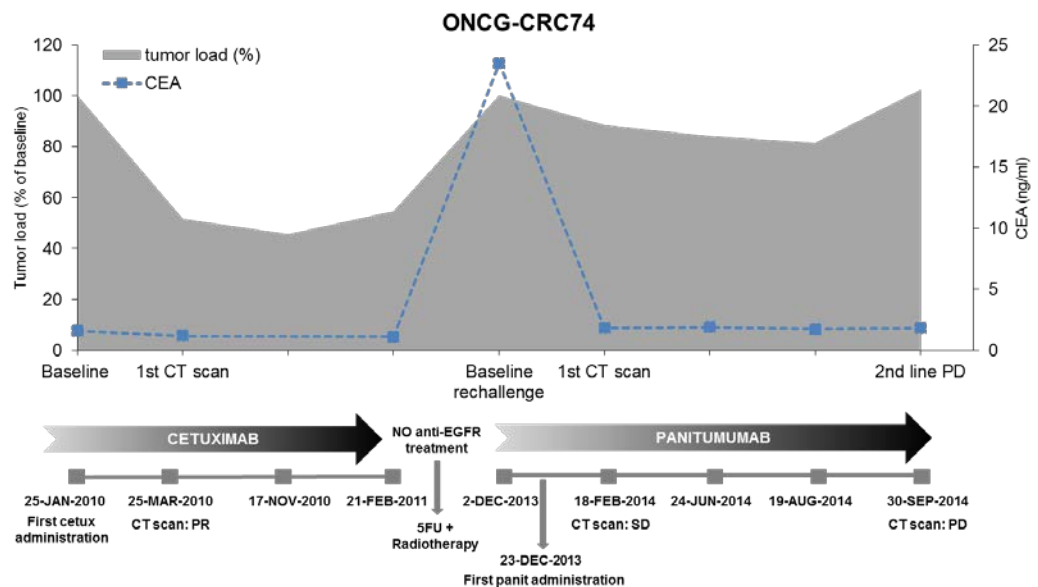 ONCG-CRC74
tumor load (%)
CEA
Tumor load (% of baseline)
120
100
80
60
40
20
0
CEA (ng/ml)
25
20
15
10
5
0
Baseline
1st CT scan
Baseline
rechallenge
1st CT scan
2nd line PD
CETUXIMAB
NO anti-EGFR
treatment
PANITUMUMAB
25-JAN-2010
First cetux
administration
25-MAR-2010
CT scan: PR
17-NOV-2010
21-FEB-2011
5FU +
Radiotherapy
2-DEC-2013
23-DEC-2013
First panit administration
18-FEB-2014
CT scan: SD
24-JUN-2014
19-AUG-2014
30-SEP-2014
CT scan: PD